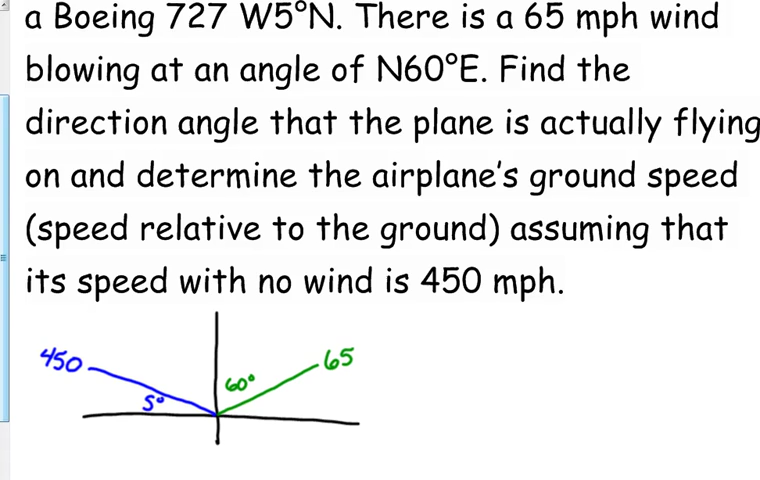 a Boeing 727 W5°N. There is a 65 mph wind
blowing at an angle of N60°E. Find the
direction angle that the plane is actually flying
on and determine the airplane's ground speed
(speed relative to the ground) assuming that
its speed with no wind is 450 mph.
450
65
60°
5°